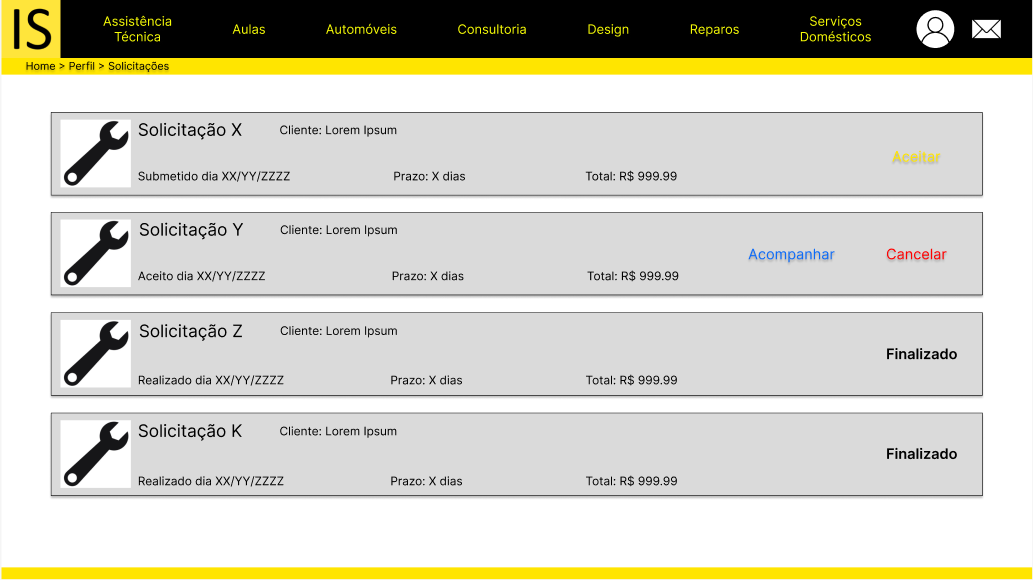 IS
Assistência
Técnica
Aulas
Automóveis
Consultoria
Design
Reparos
Serviços
Domésticos
Home > Perfil > Solicitações
Solicitação X
Cliente: Lorem Ipsum
Submetido dia XX/YY/ZZZZ
Prazo: X dias
Total: R$ 999.99
Aceitar
Solicitação Y
Cliente: Lorem Ipsum
Aceito dia XX/YY/ZZZZ
Prazo: X dias
Total: R$ 999.99
Acompanhar
Cancelar
Solicitação Z
Cliente: Lorem Ipsum
Realizado dia XX/YY/ZZZZ
Prazo: X dias
Total: R$ 999.99
Finalizado
Solicitação K
Cliente: Lorem Ipsum
Realizado dia XX/YY/ZZZZ
Prazo: X dias
Total: R$ 999.99
Finalizado